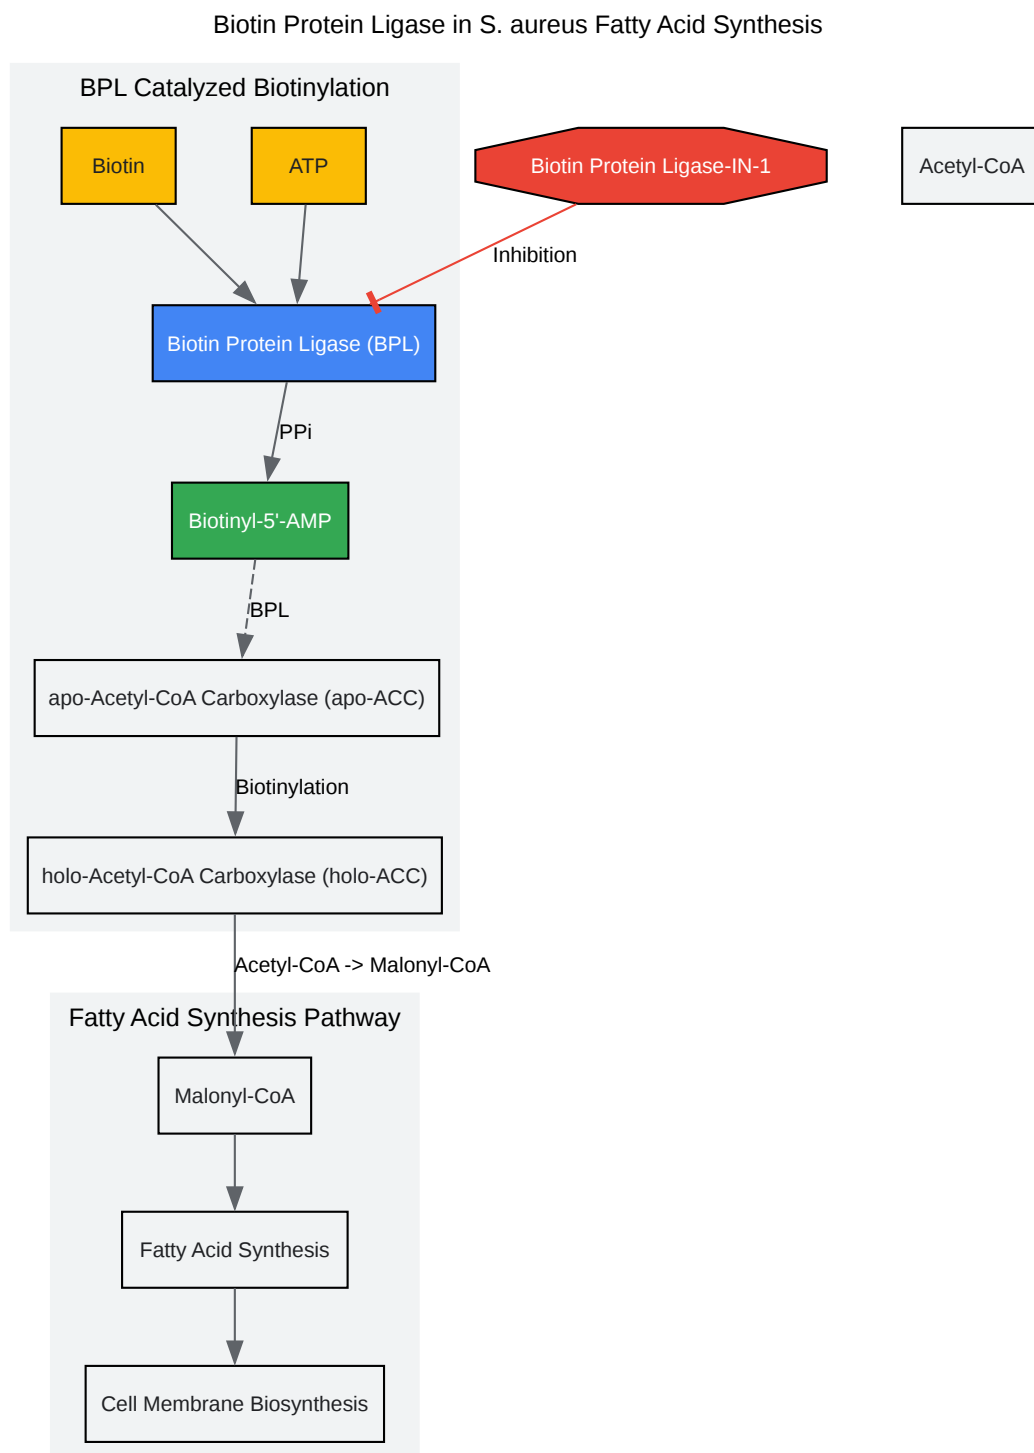 Biotin Protein Ligase in S. aureus Fatty Acid Synthesis
BPL Catalyzed Biotinylation
Biotin
ATP
Biotin Protein Ligase-IN-1
Acetyl-CoA
Inhibition
Biotin Protein Ligase (BPL)
PPi
Biotinyl-5'-AMP
BPL
apo-Acetyl-CoA Carboxylase (apo-ACC)
Biotinylation
holo-Acetyl-CoA Carboxylase (holo-ACC)
Acetyl-CoA -> Malonyl-CoA
Fatty Acid Synthesis Pathway
Malonyl-CoA
Fatty Acid Synthesis
Cell Membrane Biosynthesis